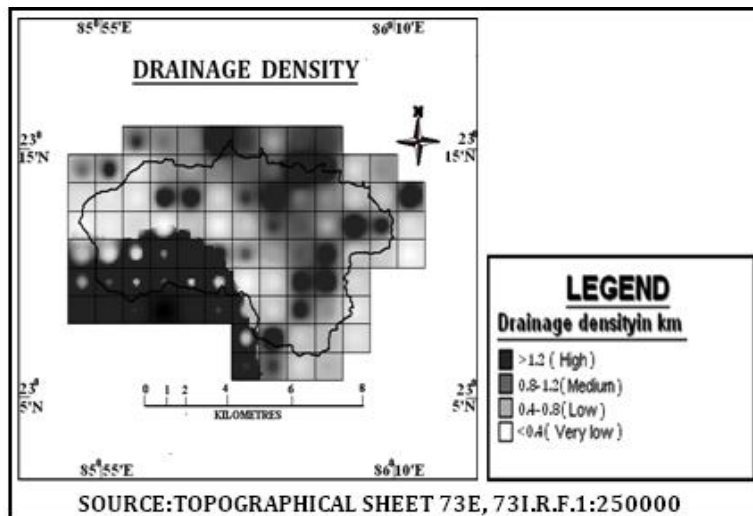 85°55'E 86°10'E
DRAINAGE DENSITY
N
23° 23°
15'N 15'N
LEGEND
Drainage densityin km
>1.2 ( High )
0.8-1.2(Medium)
0.4-0.8( Low )
<0.4( Very low )
0 1 2 4 6 8
KILOMETRES
23° 23°
5'N 5'N
85°55'E 86°10'E
SOURCE:TOPOGRAPHICAL SHEET 73E, 73I.R.F.1:250000